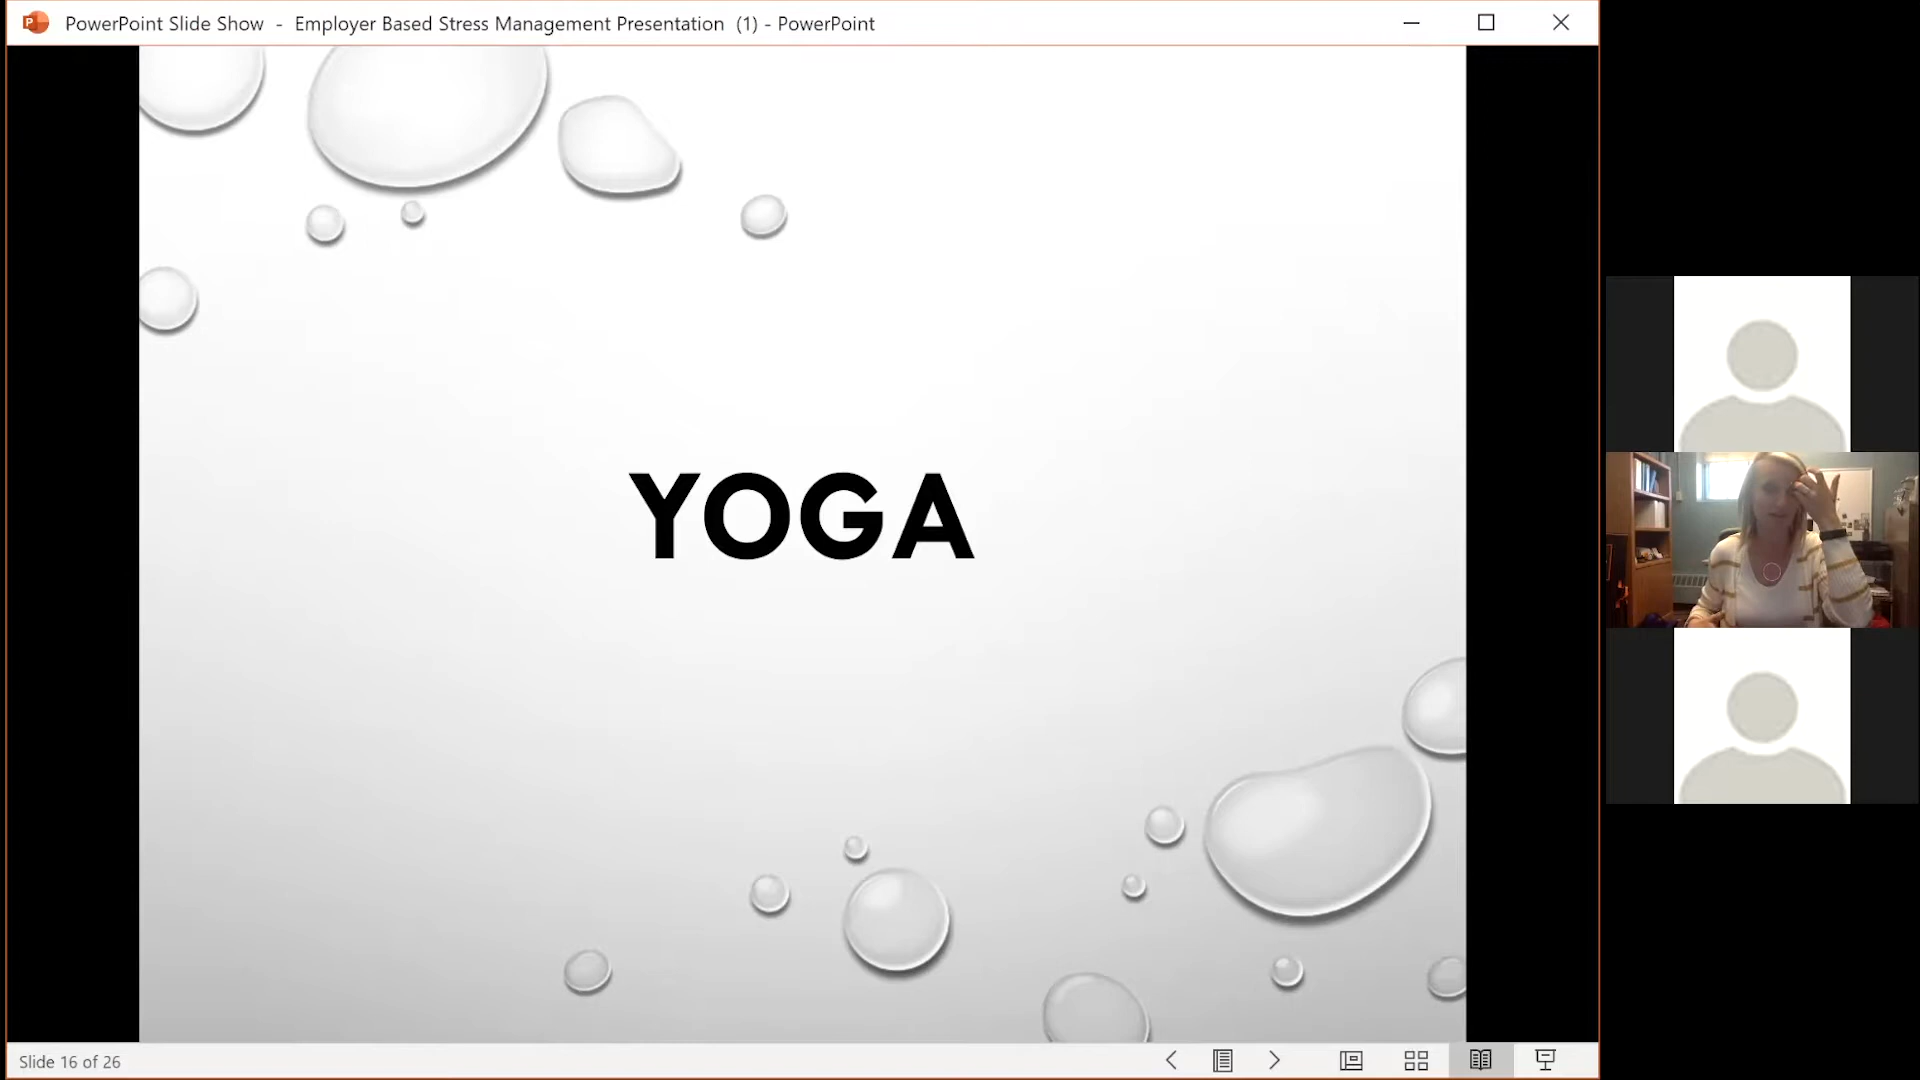 PowerPoint Slide Show - Employer Based Stress Management Presentation (1) - PowerPoint
YOGA
Slide 16 of 26